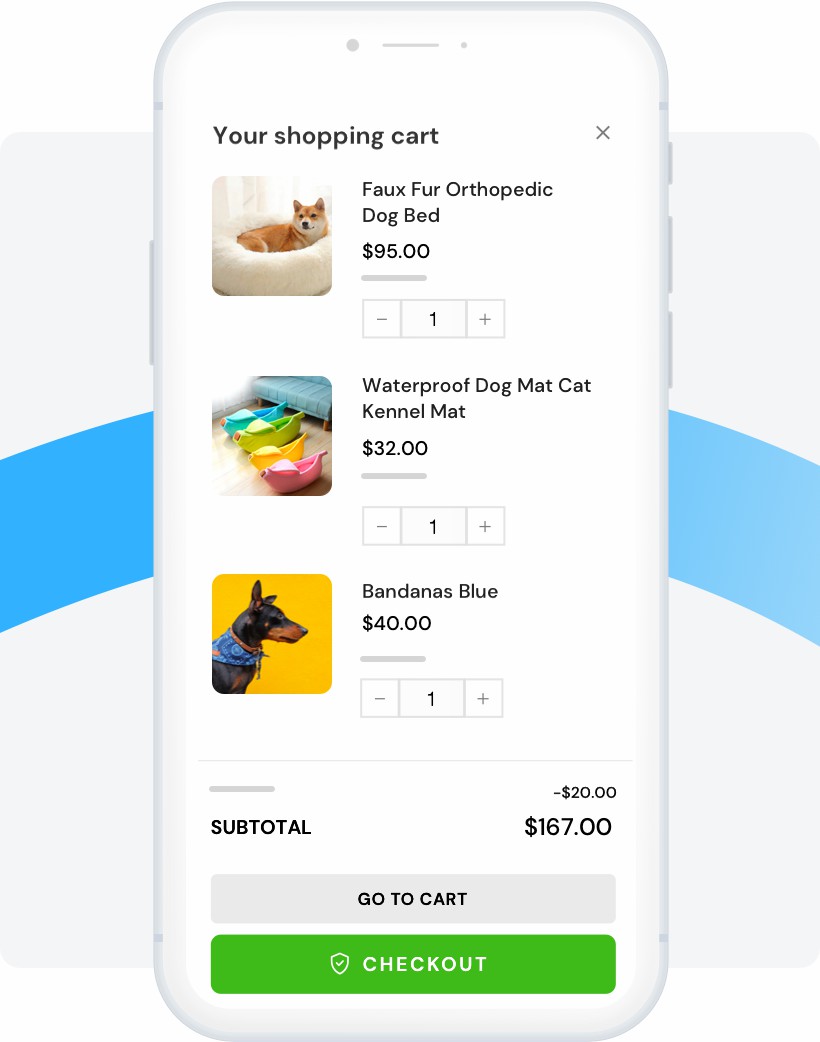 Your shopping cart
Faux Fur Orthopedic
Dog Bed
$95.00
− 1 +
Waterproof Dog Mat Cat
Kennel Mat
$32.00
− 1 +
Bandanas Blue
$40.00
− 1 +
-$20.00
SUBTOTAL $167.00
GO TO CART
CHECKOUT